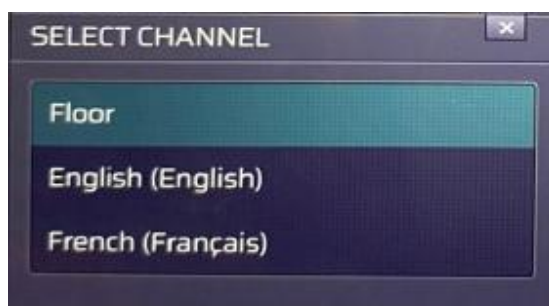 SELECT CHANNEL
Floor
English (English)
French (Français)